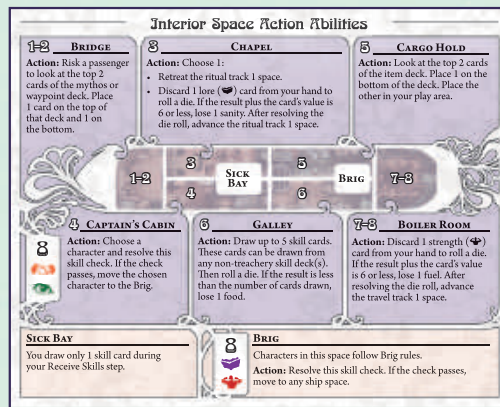 Interior Space Action Abilities
1-2 BRIDGE
Action: Risk a passenger
to look at the top 2
cards of the mythos or
waypoint deck. Place
1 card on the top of
that deck and 1 on
the bottom.
3 CHAPEL
Action: Choose 1:
• Retreat the ritual track 1 space.
• Discard 1 lore () card from your hand to
roll a die. If the result plus the card's value is
6 or less, lose 1 sanity. After resolving the
die roll, advance the ritual track 1 space.
5 CARGO HOLD
Action: Look at the top 2 cards
of the item deck. Place 1 on the
bottom of the deck. Place the
other in your play area.
1-2
3
4
SICK
BAY
5
6
BRIG
7-8
4 CAPTAIN'S CABIN
8
Action: Choose a
character and resolve this
skill check. If the check
passes, move the chosen
character to the Brig.
6 GALLEY
Action: Draw up to 5 skill cards.
These cards can be drawn from
any non-treachery skill deck(s).
Then roll a die. If the result is less
than the number of cards drawn,
lose 1 food.
7-8 BOILER ROOM
Action: Discard 1 strength ()
card from your hand to roll a die.
If the result plus the card's value
is 6 or less, lose 1 fuel. After
resolving the die roll, advance
the travel track 1 space.
SICK BAY
You draw only 1 skill card during
your Receive Skills step.
8
BRIG
Characters in this space follow Brig rules.
Action: Resolve this skill check. If the check passes,
move to any ship space.